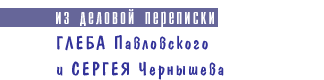 из деловой переписки
ГЛЕБА Павловского
и СЕРГЕЯ Чернышева